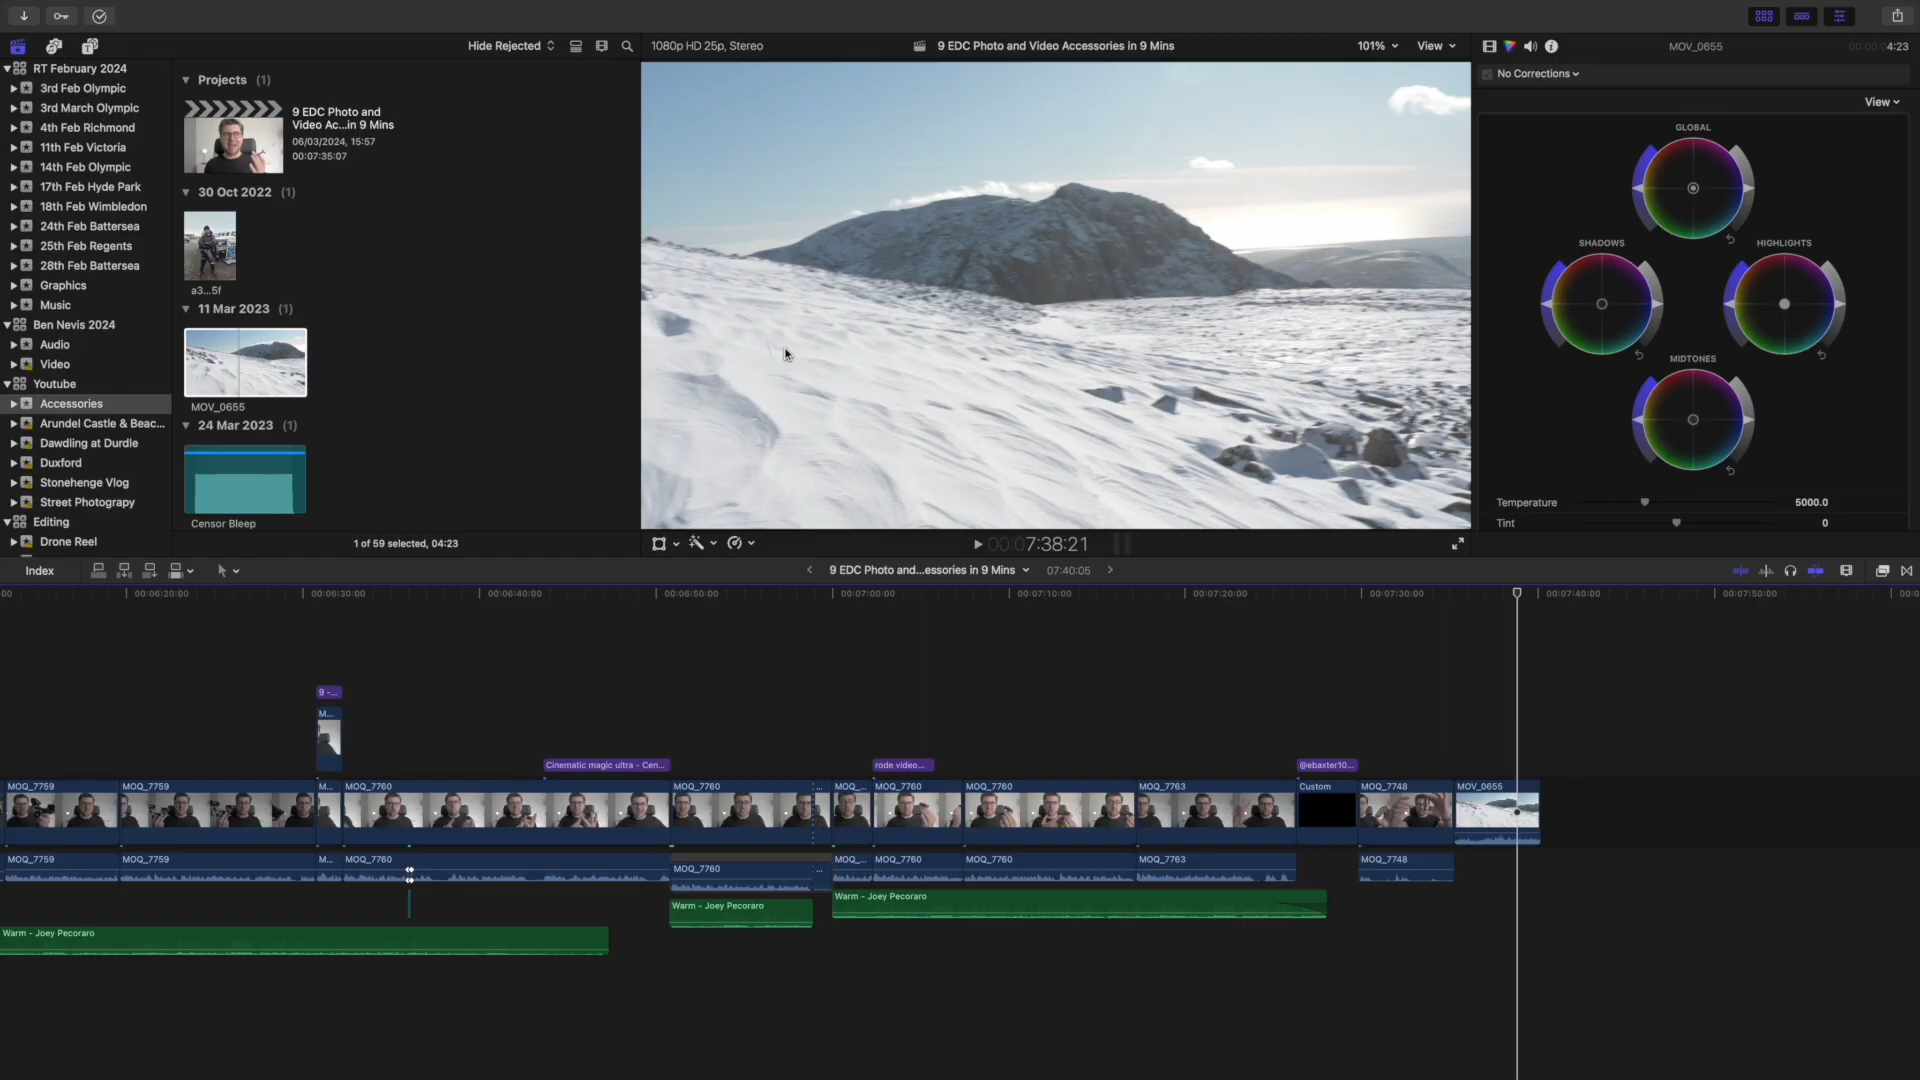 Hide Rejected
1080p HD 25p, Stereo
9 EDC Photo and Video Accessories in 9 Mins
101%
View
MOV_0655
00:00:04:23
RT February 2024
3rd Feb Olympic
3rd March Olympic
4th Feb Richmond
11th Feb Victoria
14th Feb Olympic
17th Feb Hyde Park
18th Feb Wimbledon
24th Feb Battersea
25th Feb Regents
28th Feb Battersea
Graphics
Music
Ben Nevis 2024
Audio
Video
Youtube
Accessories
Arundel Castle & Beac...
Dawdling at Durdle
Duxford
Stonehenge Vlog
Street Photograpy
Editing
Drone Reel
Projects (1)
9 EDC Photo and
Video Ac...in 9 Mins
06/03/2024, 15:57
00:07:35:07
30 Oct 2022 (1)
a3...5f
11 Mar 2023 (1)
MOV_0655
24 Mar 2023 (1)
Censor Bleep
1 of 59 selected, 04:23
00:07:38:21
No Corrections
View
GLOBAL
SHADOWS
HIGHLIGHTS
MIDTONES
Temperature
5000.0
Tint
0
Index
9 EDC Photo and...essories in 9 Mins
07:40:05
00:06:20:00
00:06:30:00
00:06:40:00
00:06:50:00
00:07:00:00
00:07:10:00
00:07:20:00
00:07:30:00
00:07:40:00
00:07:50:00
9 -...
M...
Cinematic magic ultra - Cen...
rode video...
@ebaxter10...
MOQ_7759
MOQ_7759
M...
MOQ_7760
MOQ_7760
...
MOQ_...
MOQ_7760
MOQ_7760
MOQ_7763
Custom
MOQ_7748
MOV_0655
MOQ_7759
MOQ_7759
M...
MOQ_7760
MOQ_7760
...
MOQ_...
MOQ_7760
MOQ_7760
MOQ_7763
MOQ_7748
Warm - Joey Pecoraro
Warm - Joey Pecoraro
Warm - Joey Pecoraro